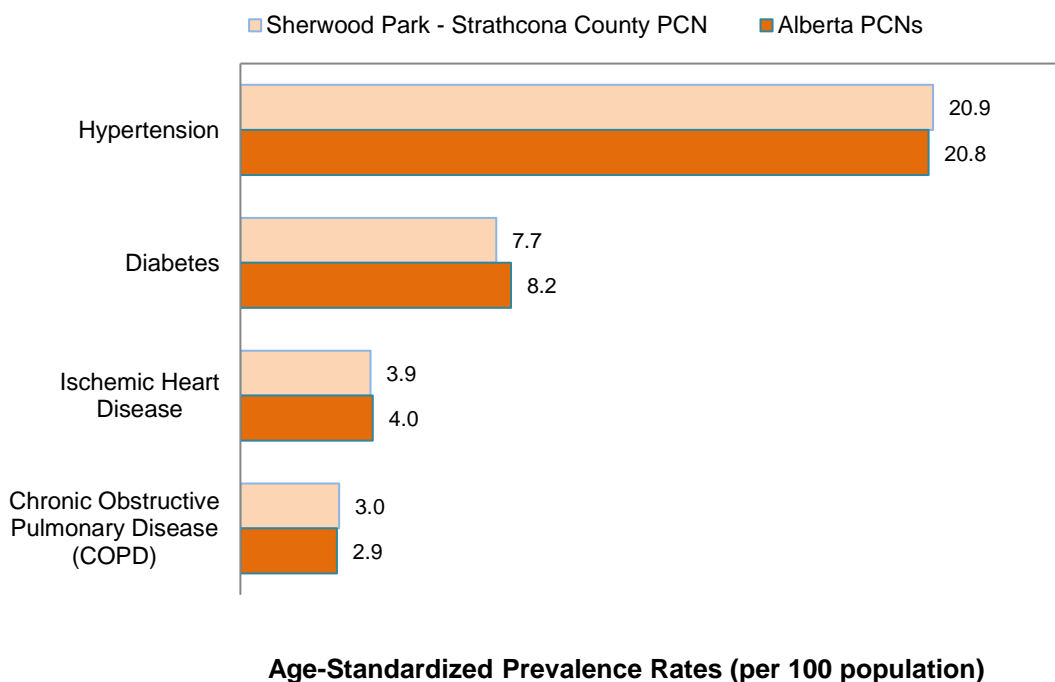 Sherwood Park - Strathcona County PCN Alberta PCNs
Hypertension
20.9
20.8
Diabetes
7.7
8.2
Ischemic Heart
Disease
3.9
4.0
Chronic Obstructive
Pulmonary Disease
(COPD)
3.0
2.9
Age-Standardized Prevalence Rates (per 100 population)